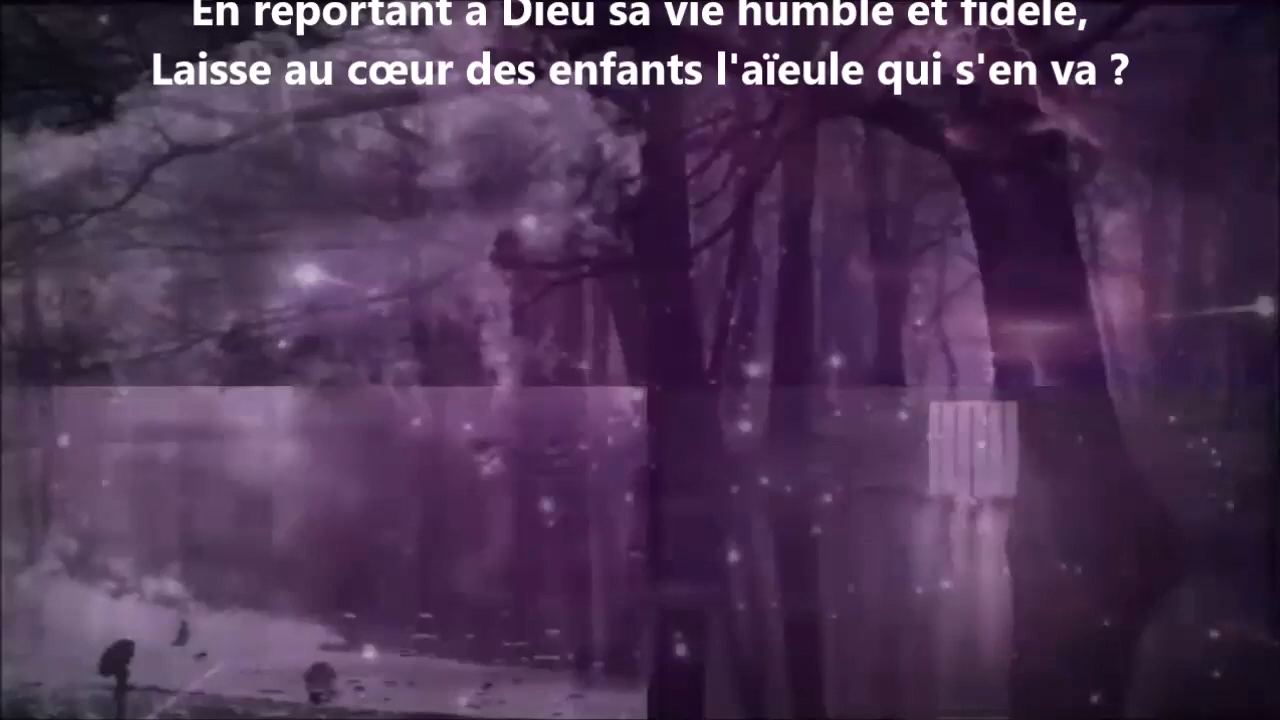 En reportant à Dieu sa vie humble et fidèle,
Laisse au cœur des enfants l'aïeule qui s'en va ?